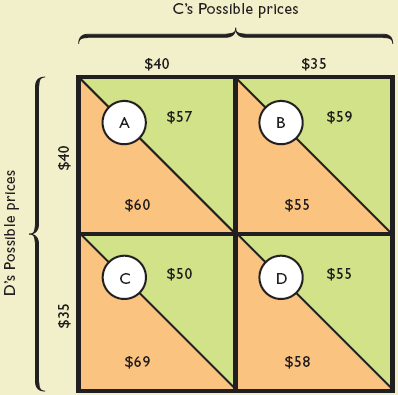 C's Possible prices
$40 $35
D's Possible prices
$40
A $57
B $59
$60
$55
$35
C $50
D $55
$69
$58